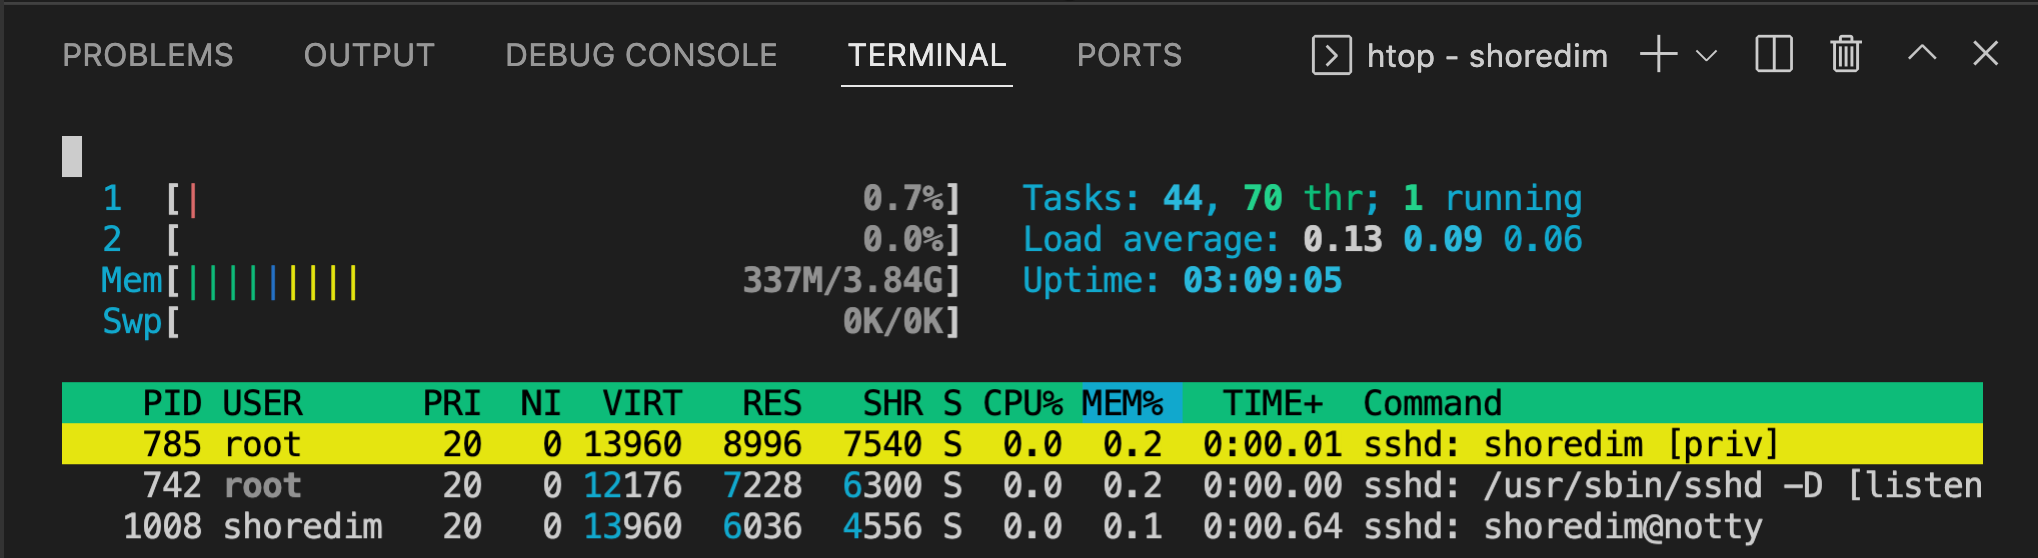 PROBLEMS OUTPUT DEBUG CONSOLE TERMINAL PORTS htop - shoredim
1 [| 0.7%] Tasks: 44, 70 thr; 1 running
2 [ 0.0%] Load average: 0.13 0.09 0.06
Mem[||||||||| 337M/3.84G] Uptime: 03:09:05
Swp[ 0K/0K]
PID USER PRI NI VIRT RES SHR S CPU% MEM% TIME+ Command
785 root 20 0 13960 8996 7540 S 0.0 0.2 0:00.01 sshd: shoredim [priv]
742 root 20 0 12176 7228 6300 S 0.0 0.2 0:00.00 sshd: /usr/sbin/sshd -D [listen
1008 shoredim 20 0 13960 6036 4556 S 0.0 0.1 0:00.64 sshd: shoredim@notty